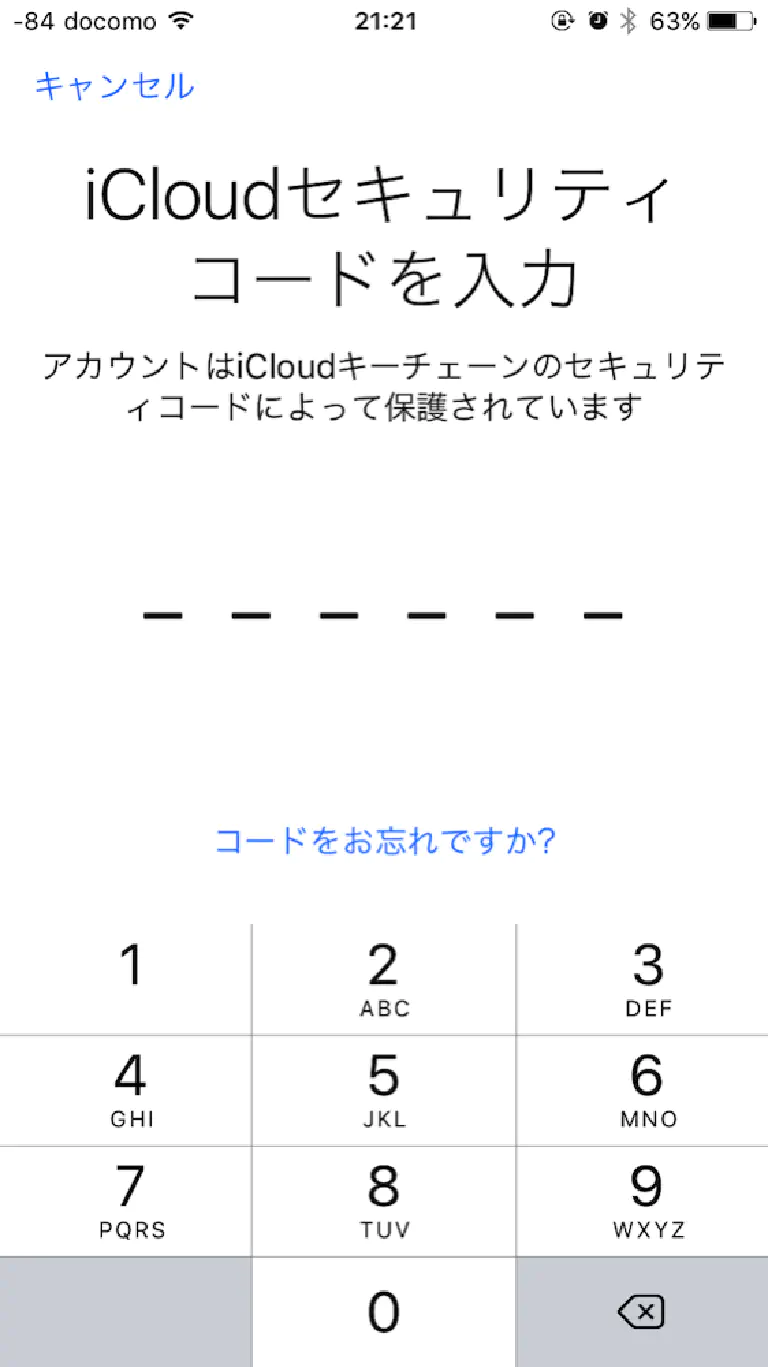 -84 docomo 21:21 63%
キャンセル
iCloudセキュリティ
コードを入力
アカウントはiCloudキーチェーンのセキュリテ
ィコードによって保護されています
コードをお忘れですか?
1 2 3
ABC DEF
4 5 6
GHI JKL MNO
7 8 9
PQRS TUV WXYZ
0